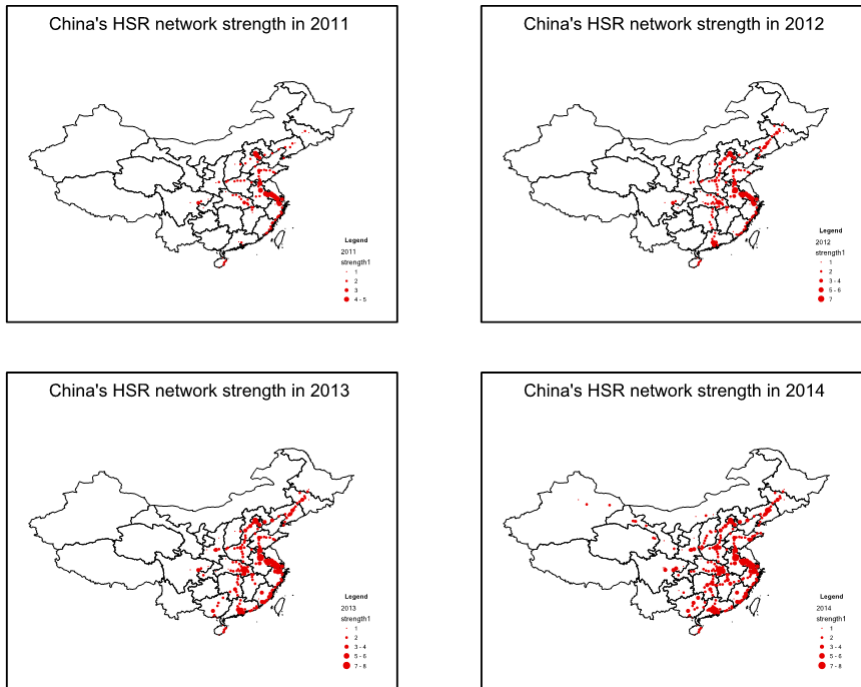 China's HSR network strength in 2011
Legend
2011
strength1
1
2
3
4 - 5
China's HSR network strength in 2012
Legend
2012
strength1
1
2
3 - 4
5 - 6
7
China's HSR network strength in 2013
Legend
2013
strength1
1
2
3 - 4
5 - 6
7 - 8
China's HSR network strength in 2014
Legend
2014
strength1
1
2
3 - 4
5 - 6
7 - 8